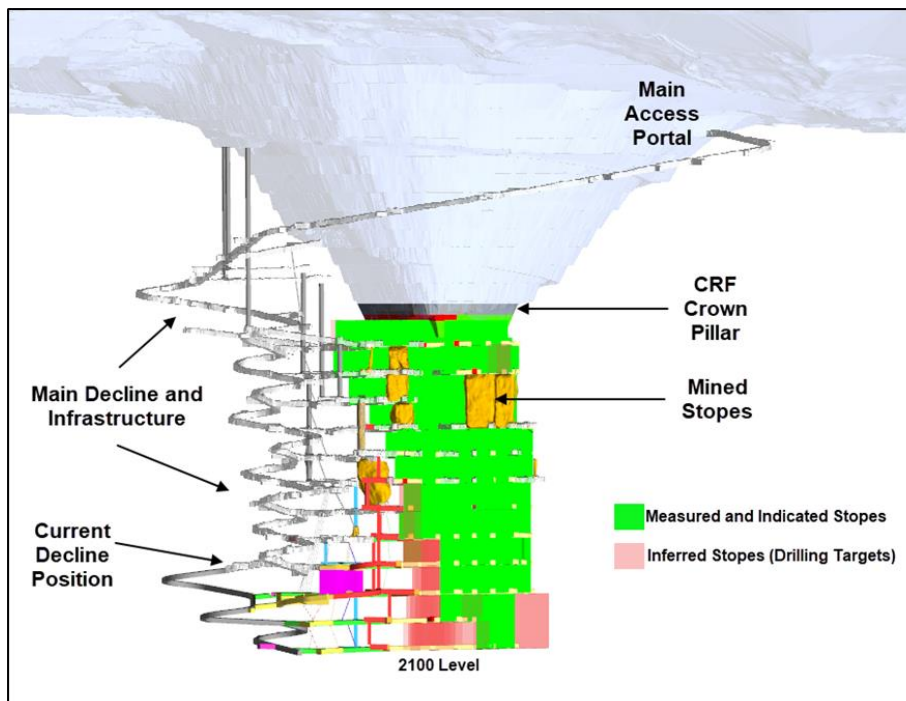 Main
Access
Portal
CRF
Crown
Pillar
Main Decline and
Infrastructure
Mined
Stopes
Current
Decline
Position
Measured and Indicated Stopes
Inferred Stopes (Drilling Targets)
2100 Level